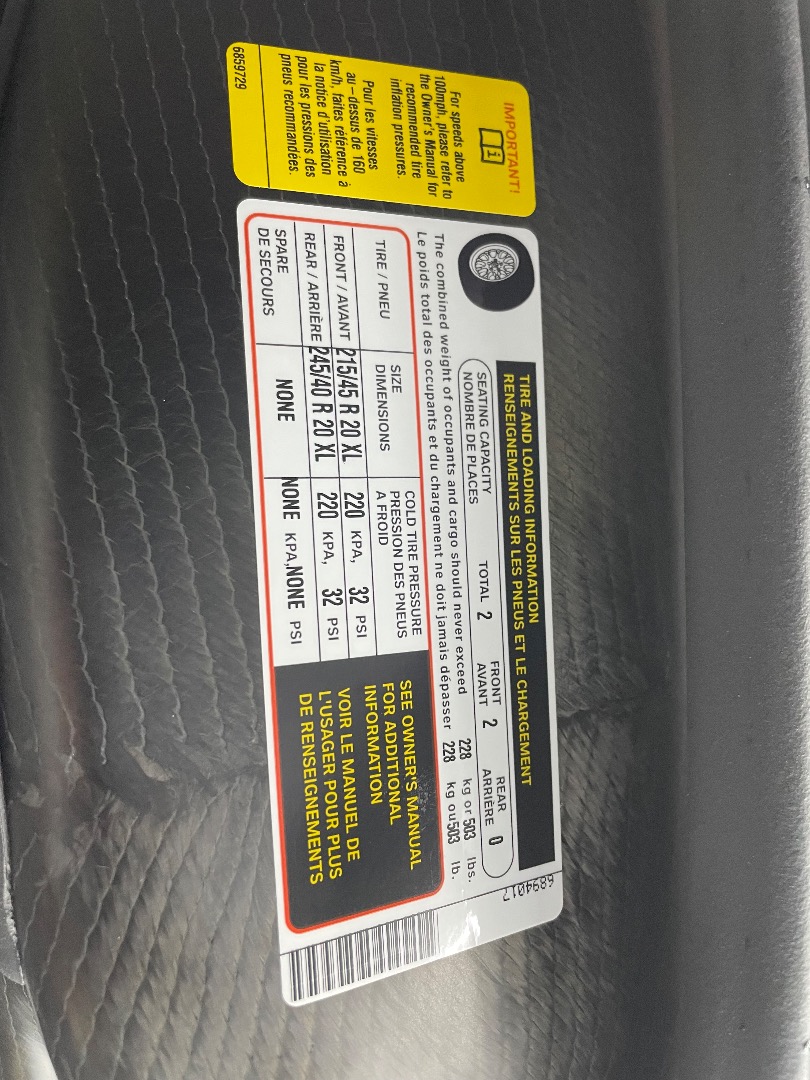 IMPORTANT!
For speeds above
100mph, please refer to
the Owner's Manual for
recommended tire
inflation pressures.
Pour les vitesses
au – dessus de 160
km/h, faites référence à
la notice d'utilisation
pour les pressions des
pneus recommandées.
6859729
TIRE AND LOADING INFORMATION
RENSEIGNEMENTS SUR LES PNEUS ET LE CHARGEMENT
SEATING CAPACITY
NOMBRE DE PLACES
TOTAL 2
FRONT
AVANT 2
REAR
ARRIÈRE 0
The combined weight of occupants and cargo should never exceed 228 kg or 503 lbs.
Le poids total des occupants et du chargement ne doit jamais dépasser 228 kg ou 503 lb.
TIRE / PNEU
SIZE
DIMENSIONS
COLD TIRE PRESSURE
PRESSION DES PNEUS
A FROID
FRONT / AVANT 215/45 R 20 XL 220 KPA, 32 PSI
REAR / ARRIÈRE 245/40 R 20 XL 220 KPA, 32 PSI
SPARE
DE SECOURS
NONE NONE KPA, NONE PSI
SEE OWNER'S MANUAL
FOR ADDITIONAL
INFORMATION
VOIR LE MANUEL DE
L'USAGER POUR PLUS
DE RENSEIGNEMENTS
6894017